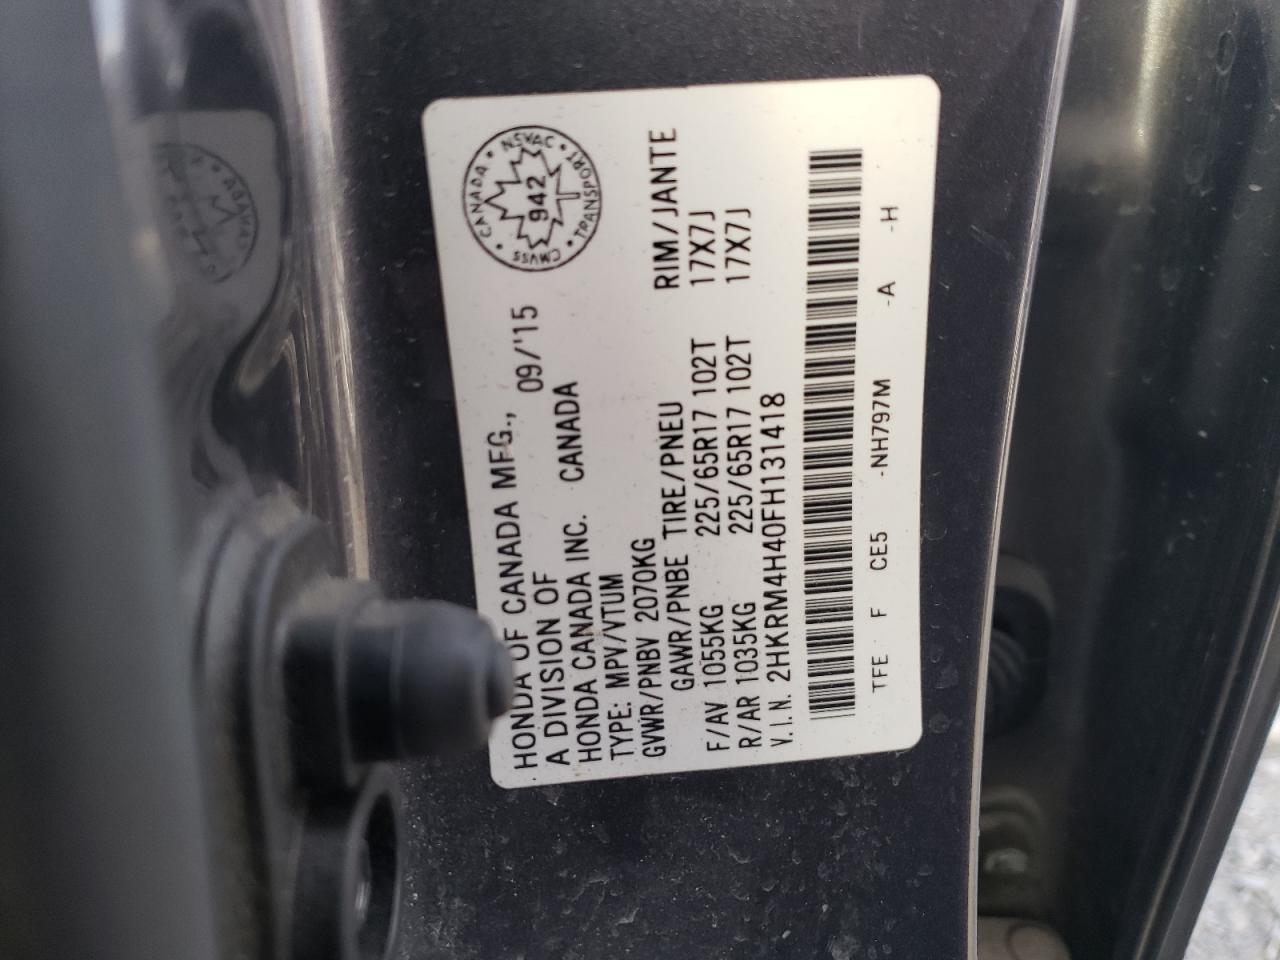 HONDA OF CANADA MFG., 09/'15
A DIVISION OF
HONDA CANADA INC. CANADA
TYPE: MPV/VTUM
GVWR/PNBV 2070KG
GAWR/PNBE TIRE/PNEU RIM/JANTE
F/AV 1055KG 225/65R17 102T 17X7J
R/AR 1035KG 225/65R17 102T 17X7J
V.I.N. 2HKRM4H40FH131418
TFE F CE5 -NH797M -A -H
CANADA • NSVAC • TRANSPORT • CMVSS •
942